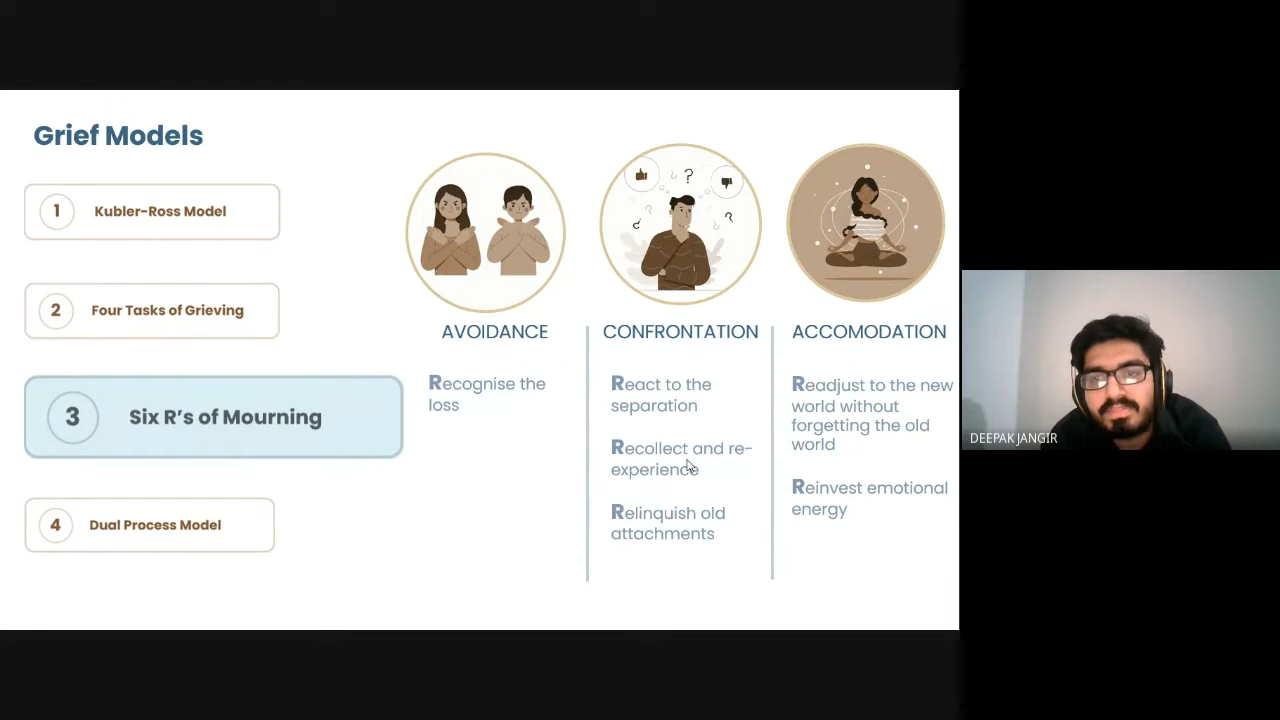 Grief Models
1
Kubler-Ross Model
2
Four Tasks of Grieving
3
Six R's of Mourning
4
Dual Process Model
AVOIDANCE
Recognise the
loss
?
?
?
?
?
?
CONFRONTATION
React to the
separation
Recollect and re-
experience
Relinquish old
attachments
ACCOMODATION
Readjust to the new
world without
forgetting the old
world
Reinvest emotional
energy
DEEPAK JANGIR